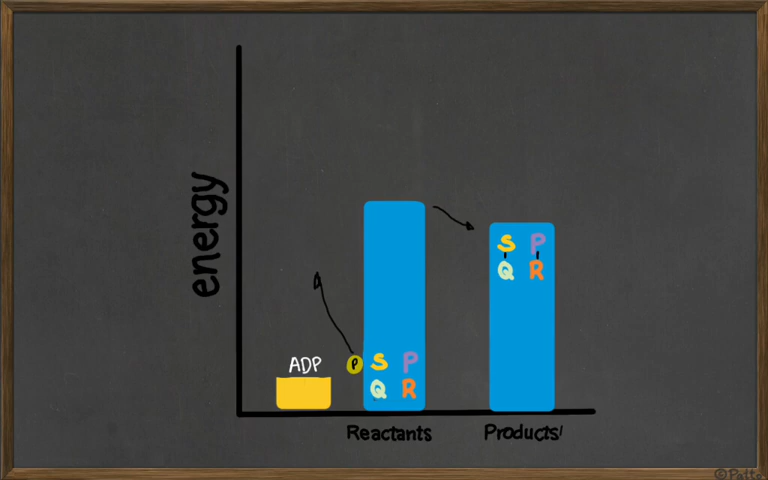 energy
ADP
P
S P
Q R
S P
Q R
Reactants
Products